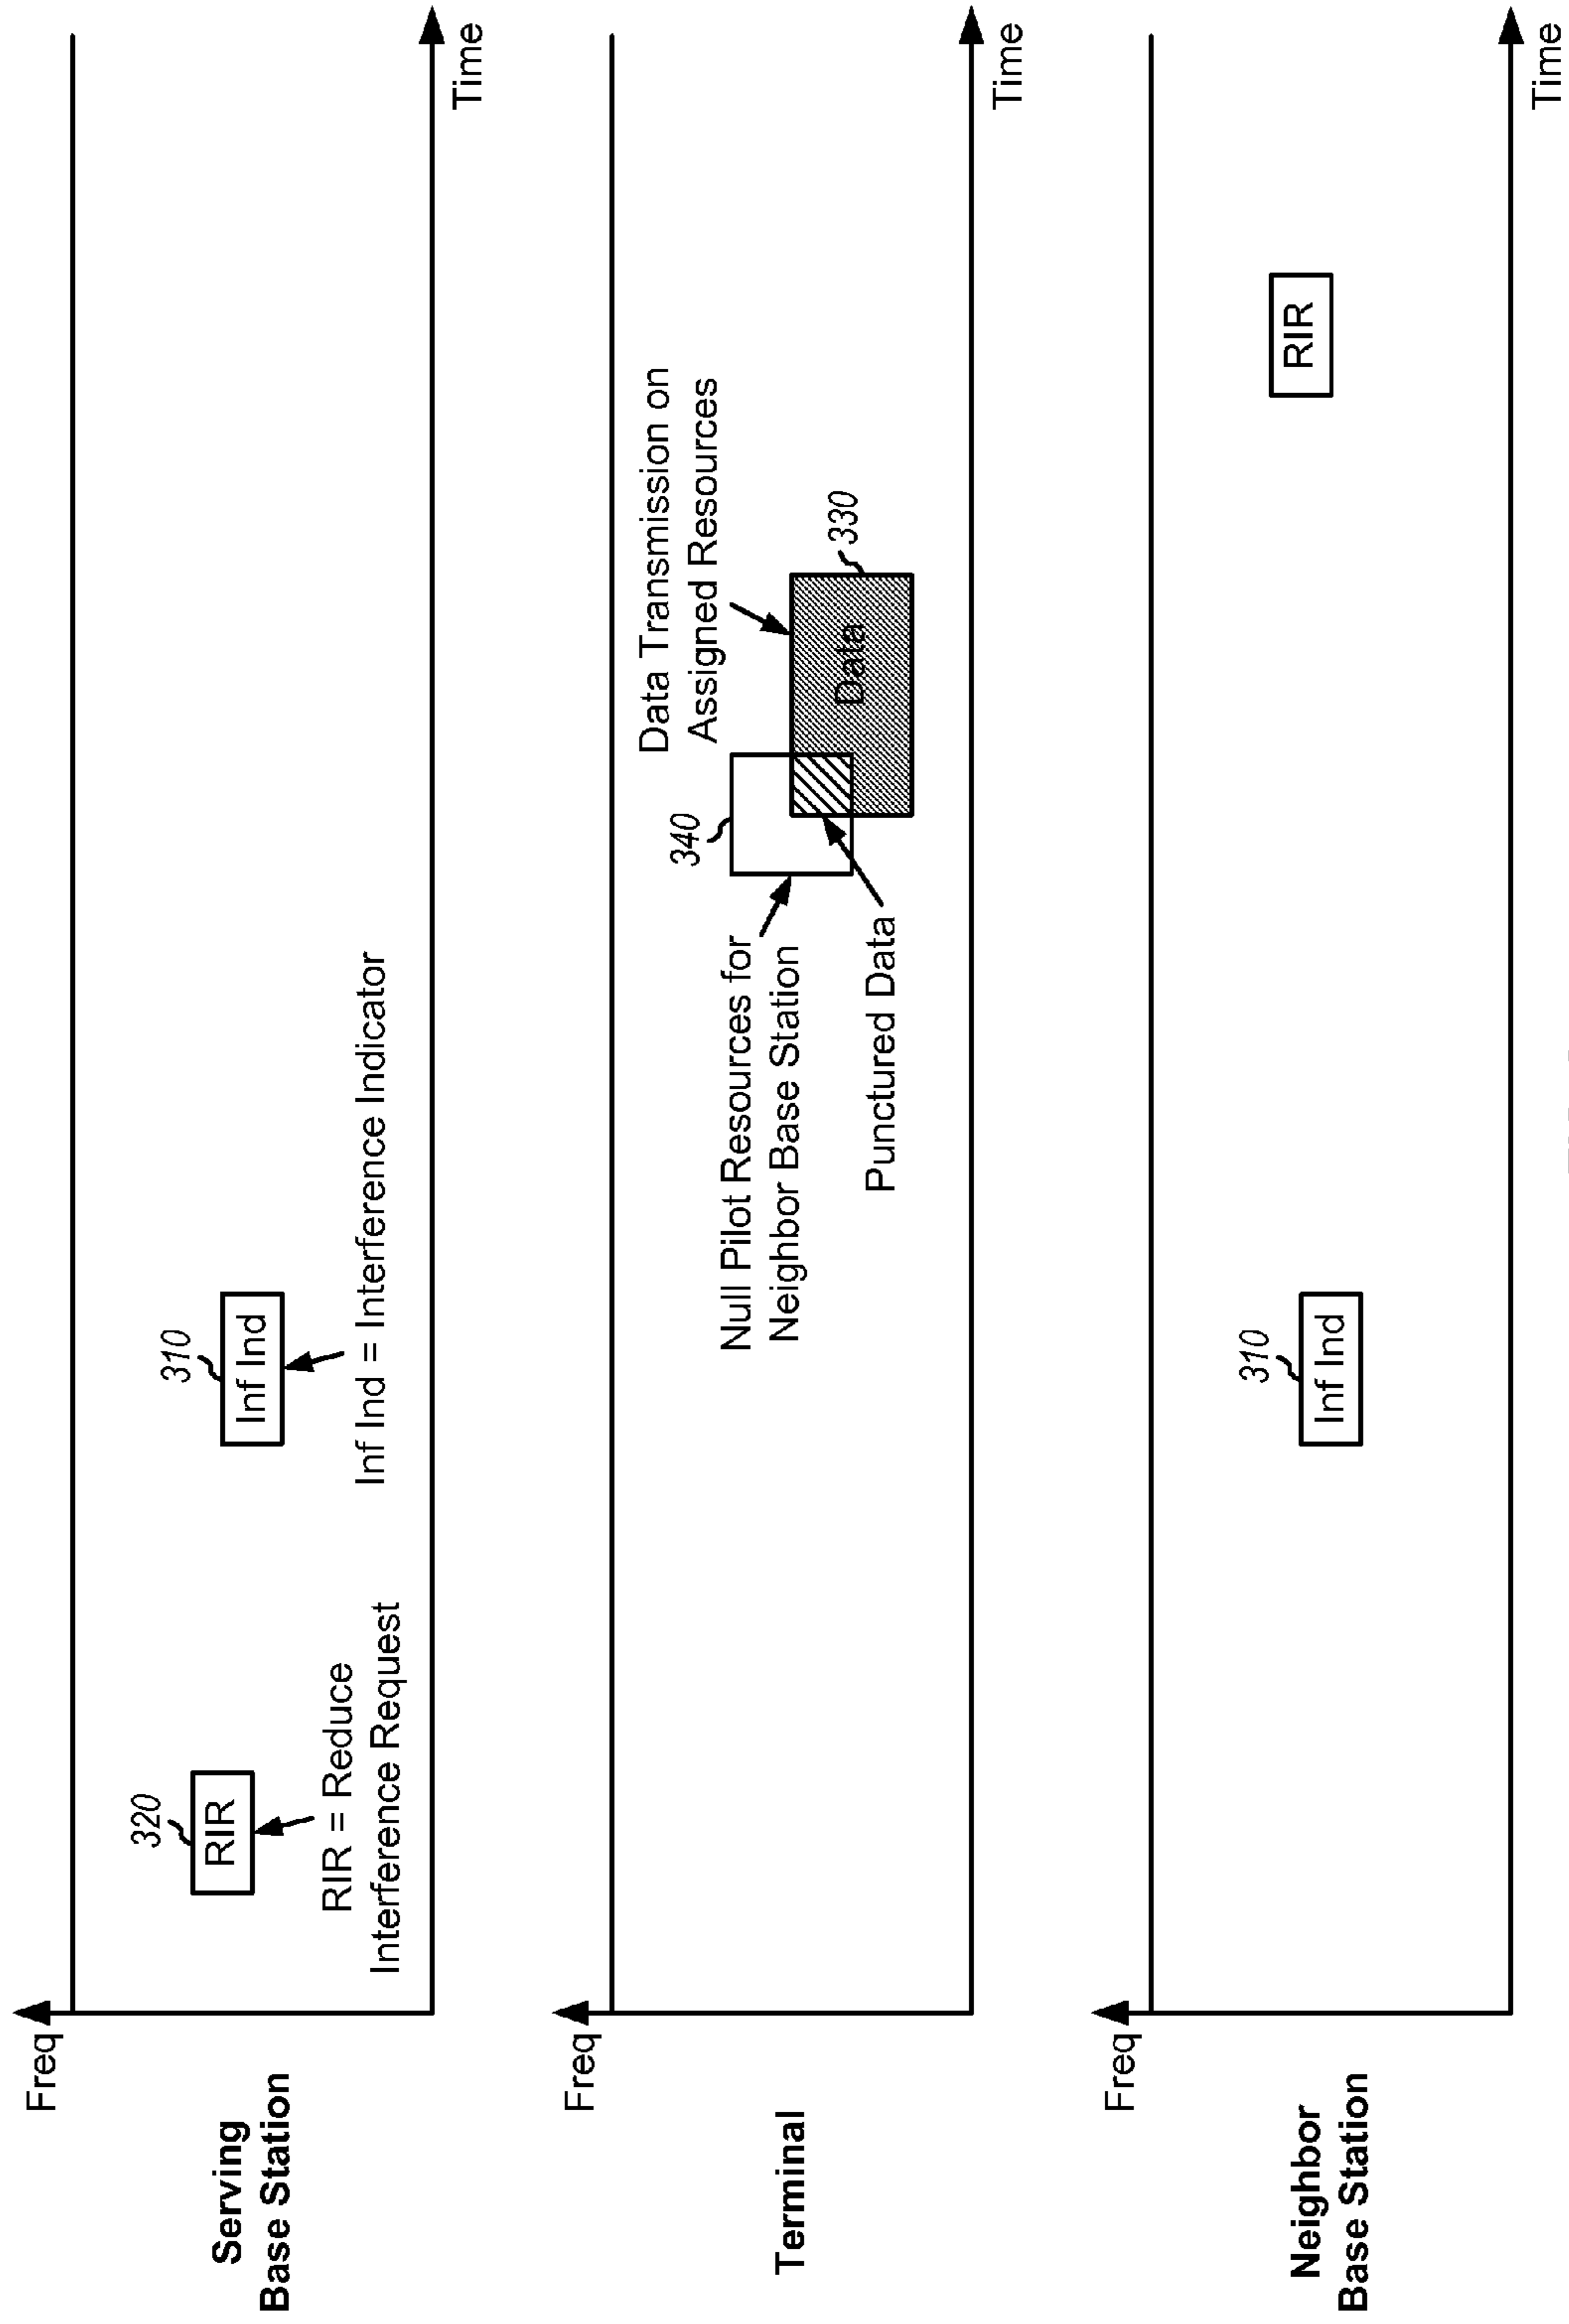 Freq
Serving
Base Station
320
RIR
RIR = Reduce
Interference Request
310
Inf Ind
Inf Ind = Interference Indicator
Time
Freq
Terminal
Null Pilot Resources for
Neighbor Base Station
340
Punctured Data
Data Transmission on
Assigned Resources
Data
330
Time
Freq
Neighbor
Base Station
310
Inf Ind
RIR
Time